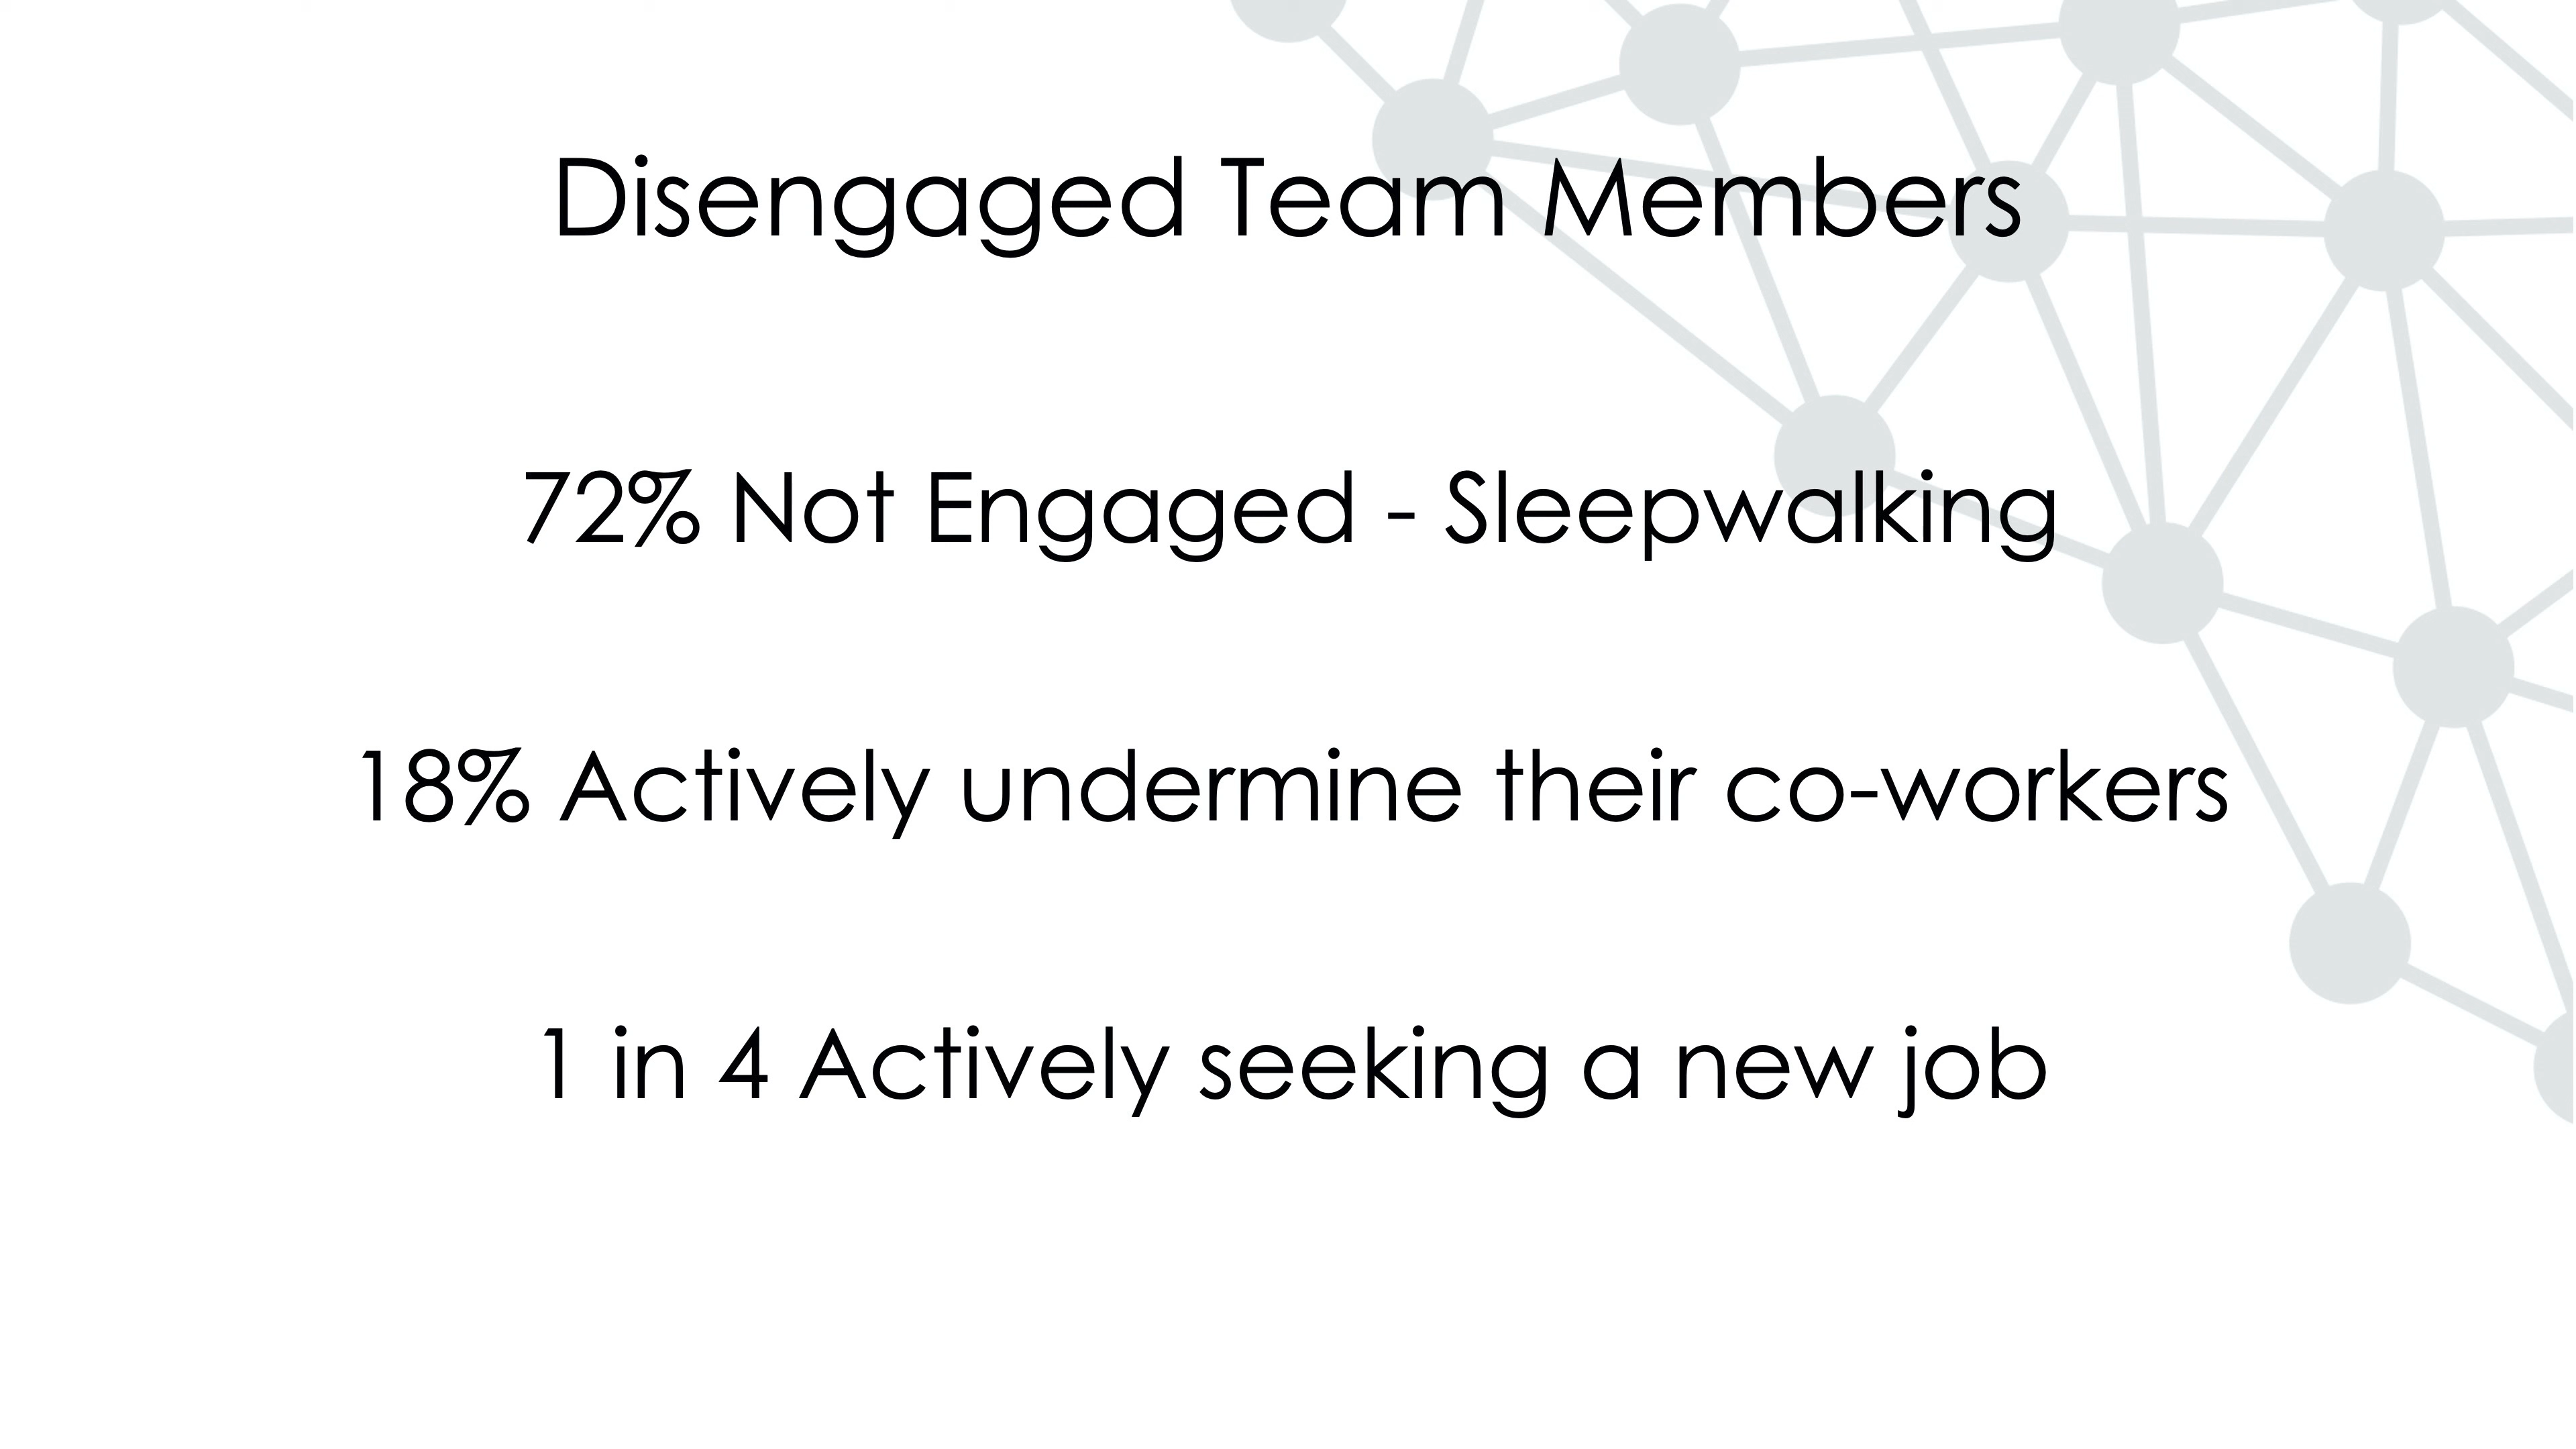 Disengaged Team Members
72% Not Engaged - Sleepwalking
18% Actively undermine their co-workers
1 in 4 Actively seeking a new job